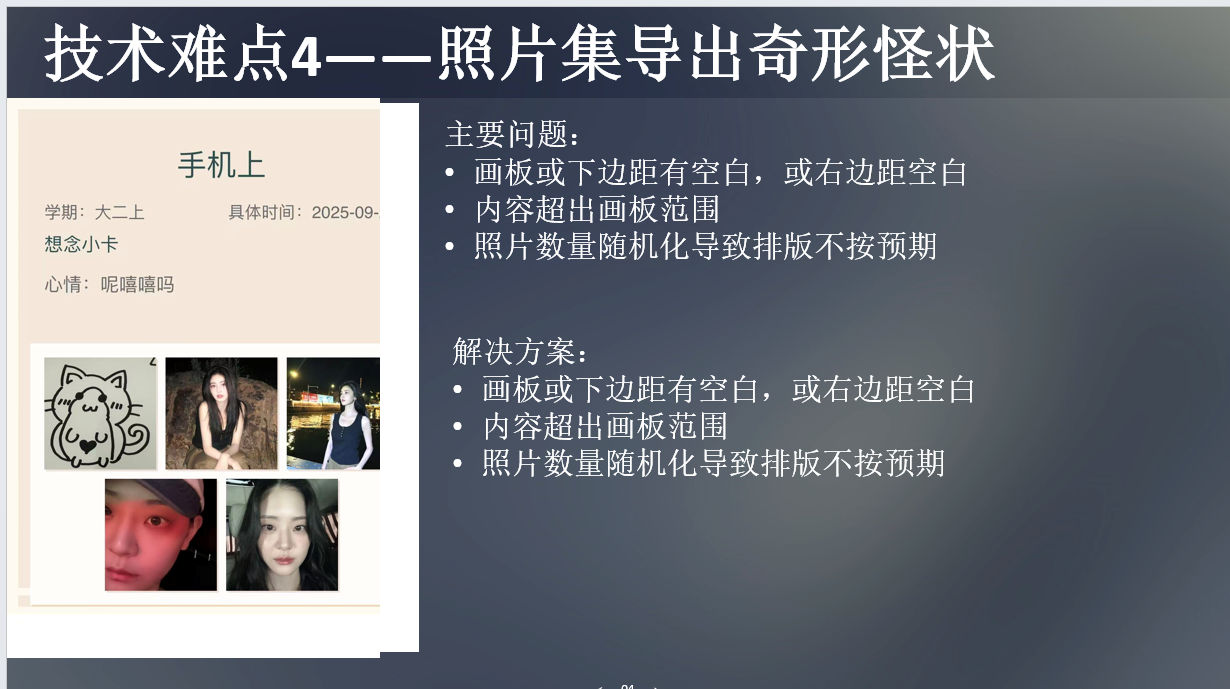 技术难点4——照片集导出奇形怪状
手机上
学期：大二上 具体时间：2025-09-
想念小卡
心情：呢嘻嘻吗
主要问题：
• 画板或下边距有空白，或右边距空白
• 内容超出画板范围
• 照片数量随机化导致排版不按预期
解决方案：
• 画板或下边距有空白，或右边距空白
• 内容超出画板范围
• 照片数量随机化导致排版不按预期